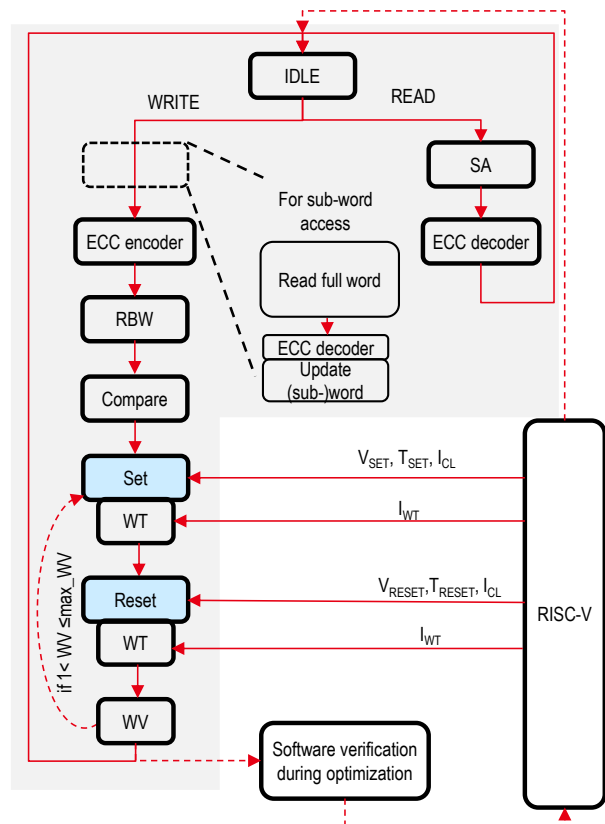 IDLE
WRITE
READ
SA
For sub-word
access
ECC encoder
ECC decoder
Read full word
RBW
ECC decoder
Update
(sub-)word
Compare
Set
V_SET, T_SET, I_CL
WT
I_WT
Reset
V_RESET,T_RESET, I_CL
RISC-V
WT
I_WT
if 1< WV ≤max_WV
WV
Software verification
during optimization